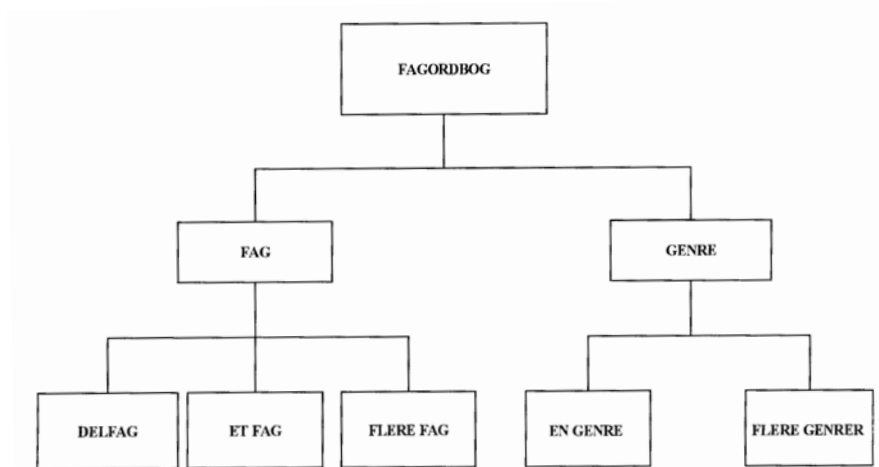 FAGORDBOG
FAG
GENRE
DELFAG
ET FAG
FLERE FAG
EN GENRE
FLERE GENRER